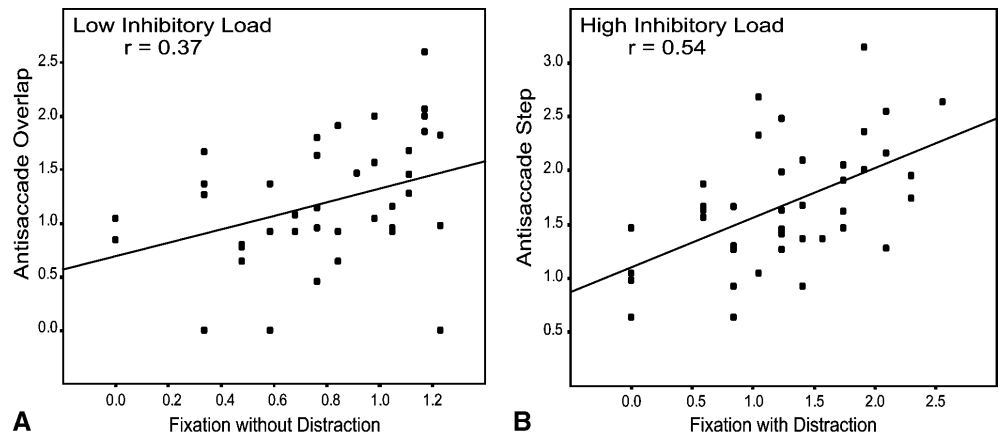 Low Inhibitory Load
r = 0.37
Antisaccade Overlap
2.5
2.0
1.5
1.0
0.5
0.0
0.0 0.2 0.4 0.6 0.8 1.0 1.2
A
Fixation without Distraction
High Inhibitory Load
r = 0.54
Antisaccade Step
3.0
2.5
2.0
1.5
1.0
0.5
0.0 0.5 1.0 1.5 2.0 2.5
B
Fixation with Distraction